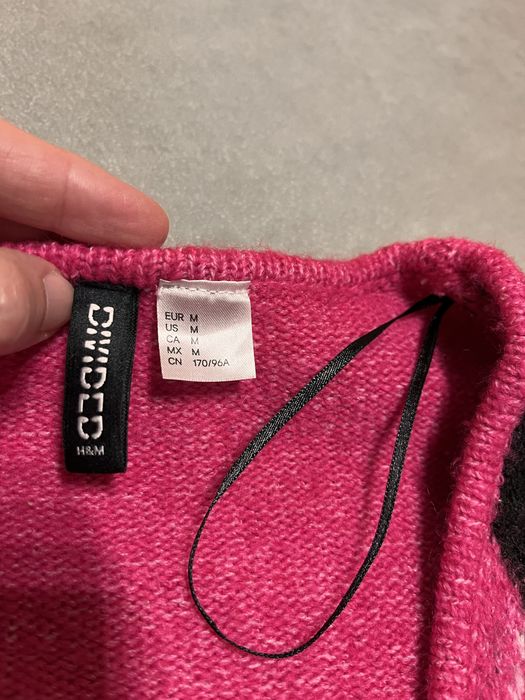 DIVIDED
H&M
EUR M
US M
CA M
MX M
CN 170/96A